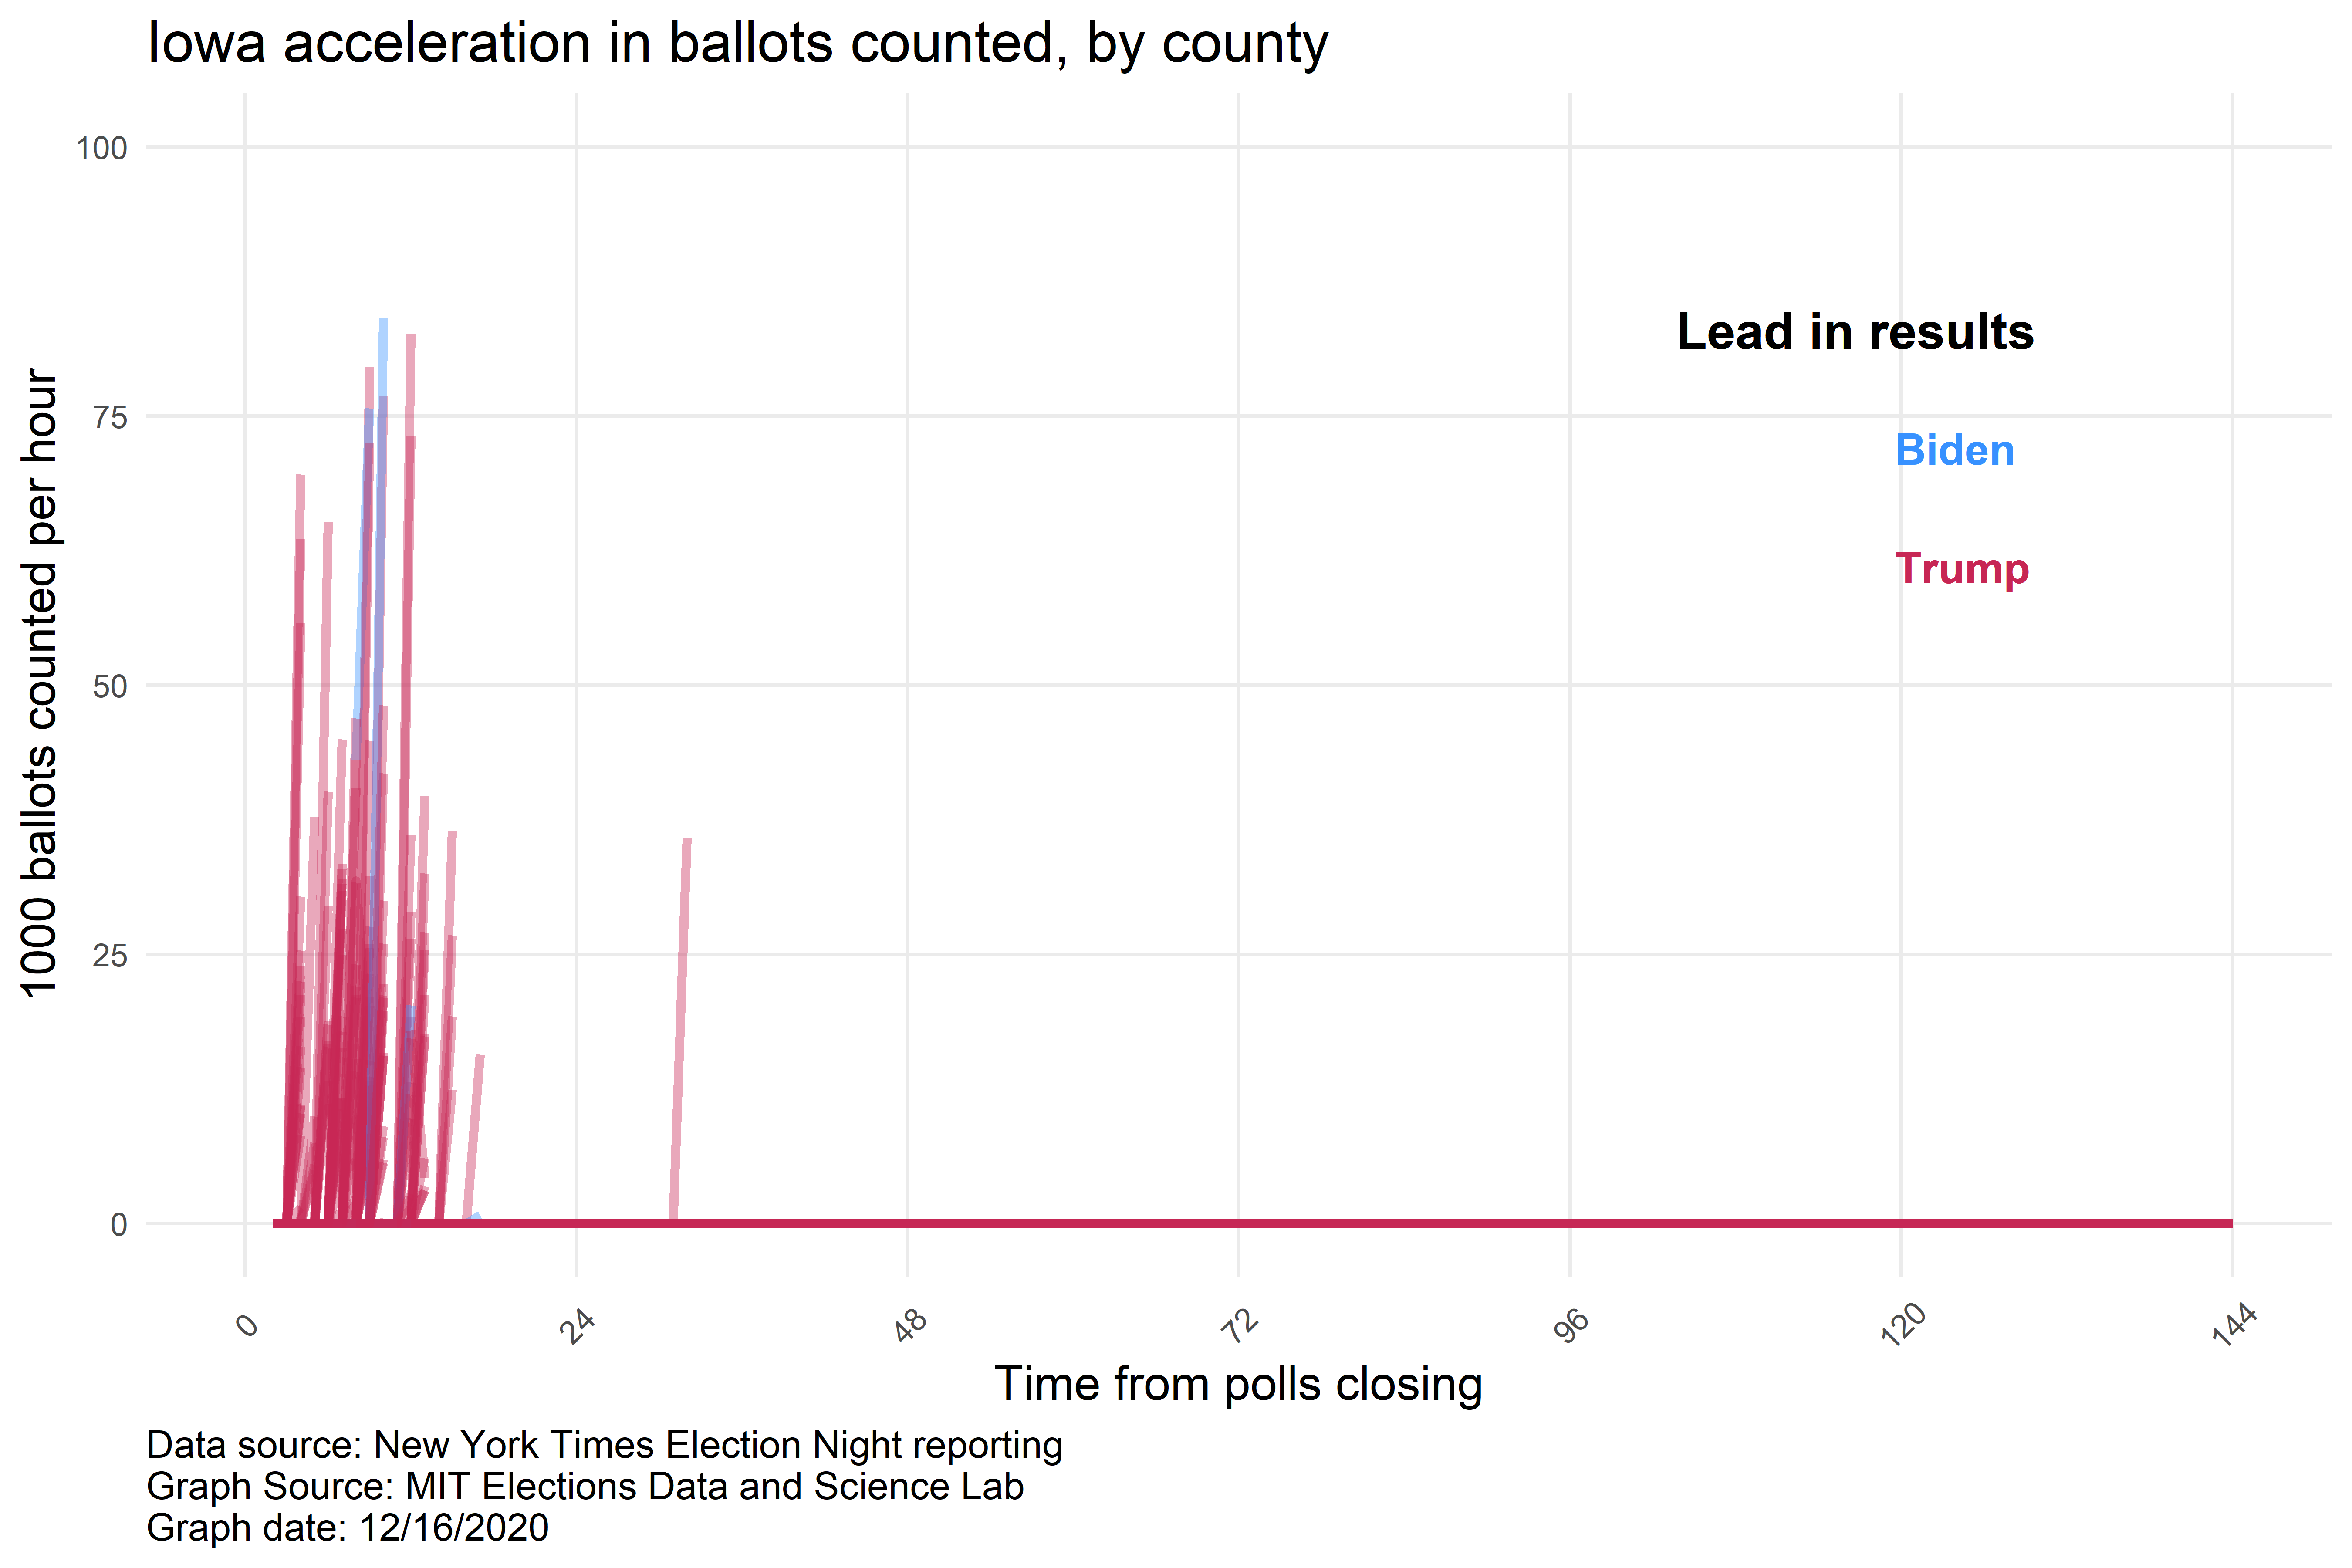 Iowa acceleration in ballots counted, by county
1000 ballots counted per hour
100
75
50
25
0
Lead in results
Biden
Trump
0
24
48
72
96
120
144
Time from polls closing
Data source: New York Times Election Night reporting
Graph Source: MIT Elections Data and Science Lab
Graph date: 12/16/2020